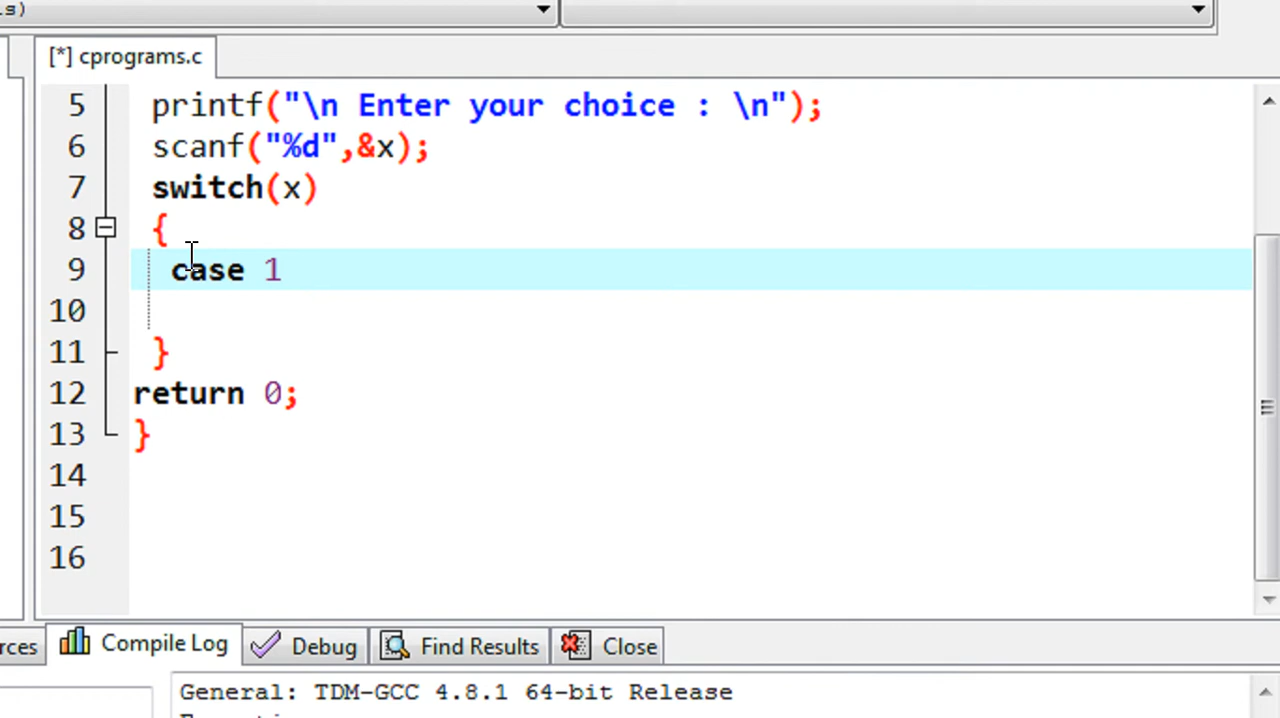 [*] cprograms.c
5 printf("\n Enter your choice : \n");
6 scanf("%d",&x);
7 switch(x)
8 {
9 case 1
10
11 }
12 return 0;
13 }
14
15
16
Compile Log Debug Find Results Close
General: TDM-GCC 4.8.1 64-bit Release